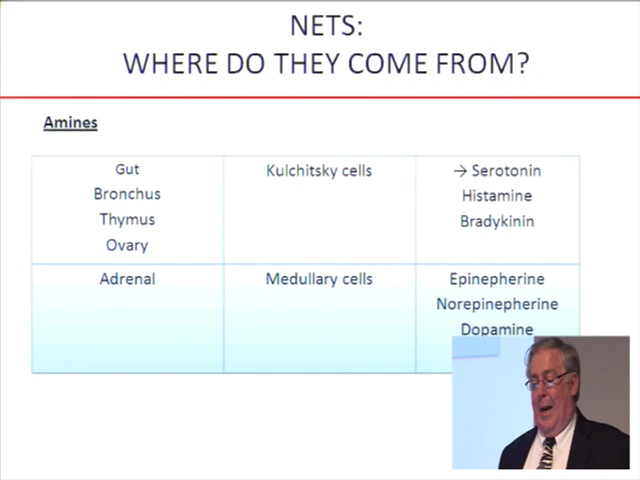 NETS:
WHERE DO THEY COME FROM?
Amines
Gut
Bronchus
Thymus
Ovary
Kulchitsky cells
→ Serotonin
Histamine
Bradykinin
Adrenal
Medullary cells
Epinepherine
Norepinepherine
Dopamine